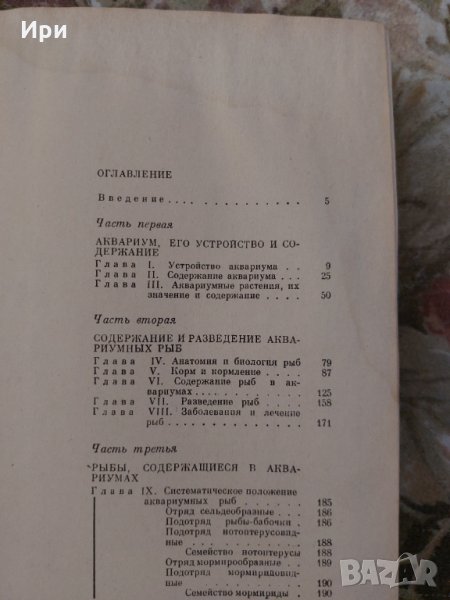 Ири
ОГЛАВЛЕНИЕ
Введение . . . . . . . . . . . . . 5
Часть первая
АКВАРИУМ, ЕГО УСТРОЙСТВО И СО-
ДЕРЖАНИЕ
Глава I. Устройство аквариума . . 9
Глава II. Содержание аквариума . . . 25
Глава III. Аквариумные растения, их
значение и содержание . . . . 50
Часть вторая
СОДЕРЖАНИЕ И РАЗВЕДЕНИЕ АКВА-
РИУМНЫХ РЫБ
Глава IV. Анатомия и биология рыб 79
Глава V. Корм и кормление . . . . 87
Глава VI. Содержание рыб в ак-
вариумах . . . . . . . . . 125
Глава VII. Разведение рыб . . . . 158
Глава VIII. Заболевания и лечение
рыб . . . . . . . . . . . 171
Часть третья
РЫБЫ, СОДЕРЖАЩИЕСЯ В АКВА-
РИУМАХ
Глава IX. Систематическое положение
аквариумных рыб . . . . . 185
Отряд сельдеобразные . . . 186
Подотряд рыбы-бабочки . . 186
Подотряд нотоптерусовид-
ные . . . . . . . . . 188
Семейство нотоптерусы 188
Отряд мормирообразные . . 189
Подотряд мормировид-
ные . . . . . . . . . 190
Семейство мормириды 190
BAZAR